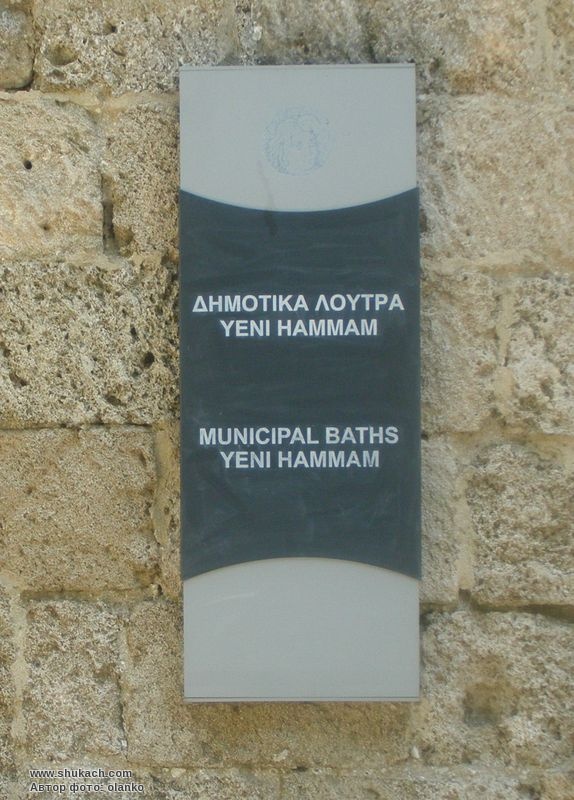 ΔΗΜΟΤΙΚΑ ΛΟΥΤΡΑ
YENI HAMMAM
MUNICIPAL BATHS
YENI HAMMAM
www.shukach.com
Автор фото: olanko